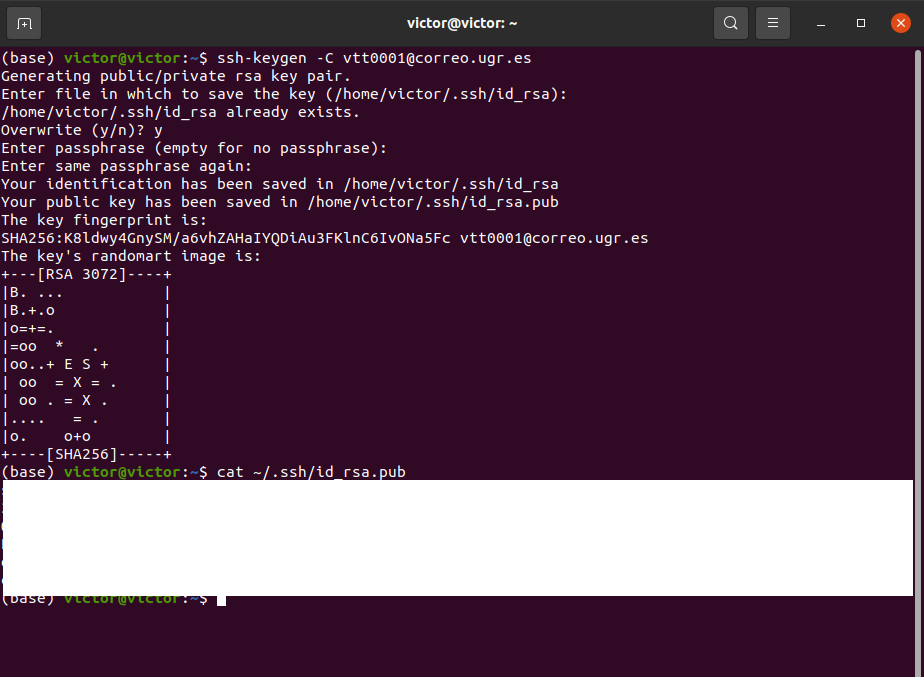 victor@victor: ~
(base) victor@victor:~$ ssh-keygen -C vtt0001@correo.ugr.es
Generating public/private rsa key pair.
Enter file in which to save the key (/home/victor/.ssh/id_rsa):
/home/victor/.ssh/id_rsa already exists.
Overwrite (y/n)? y
Enter passphrase (empty for no passphrase):
Enter same passphrase again:
Your identification has been saved in /home/victor/.ssh/id_rsa
Your public key has been saved in /home/victor/.ssh/id_rsa.pub
The key fingerprint is:
SHA256:K8ldwy4GnySM/a6vhZAHaIYQDiAu3FKlnC6IvONa5Fc vtt0001@correo.ugr.es
The key's randomart image is:
+---[RSA 3072]----+
|B. ...           |
|B.+.o            |
|o=+=.            |
|=oo  *   .       |
|oo..+ E S +      |
| oo  = X = .     |
| oo . = X .      |
|....   = .       |
|o.    o+o        |
+----[SHA256]-----+
(base) victor@victor:~$ cat ~/.ssh/id_rsa.pub
(base) victor@victor:~$